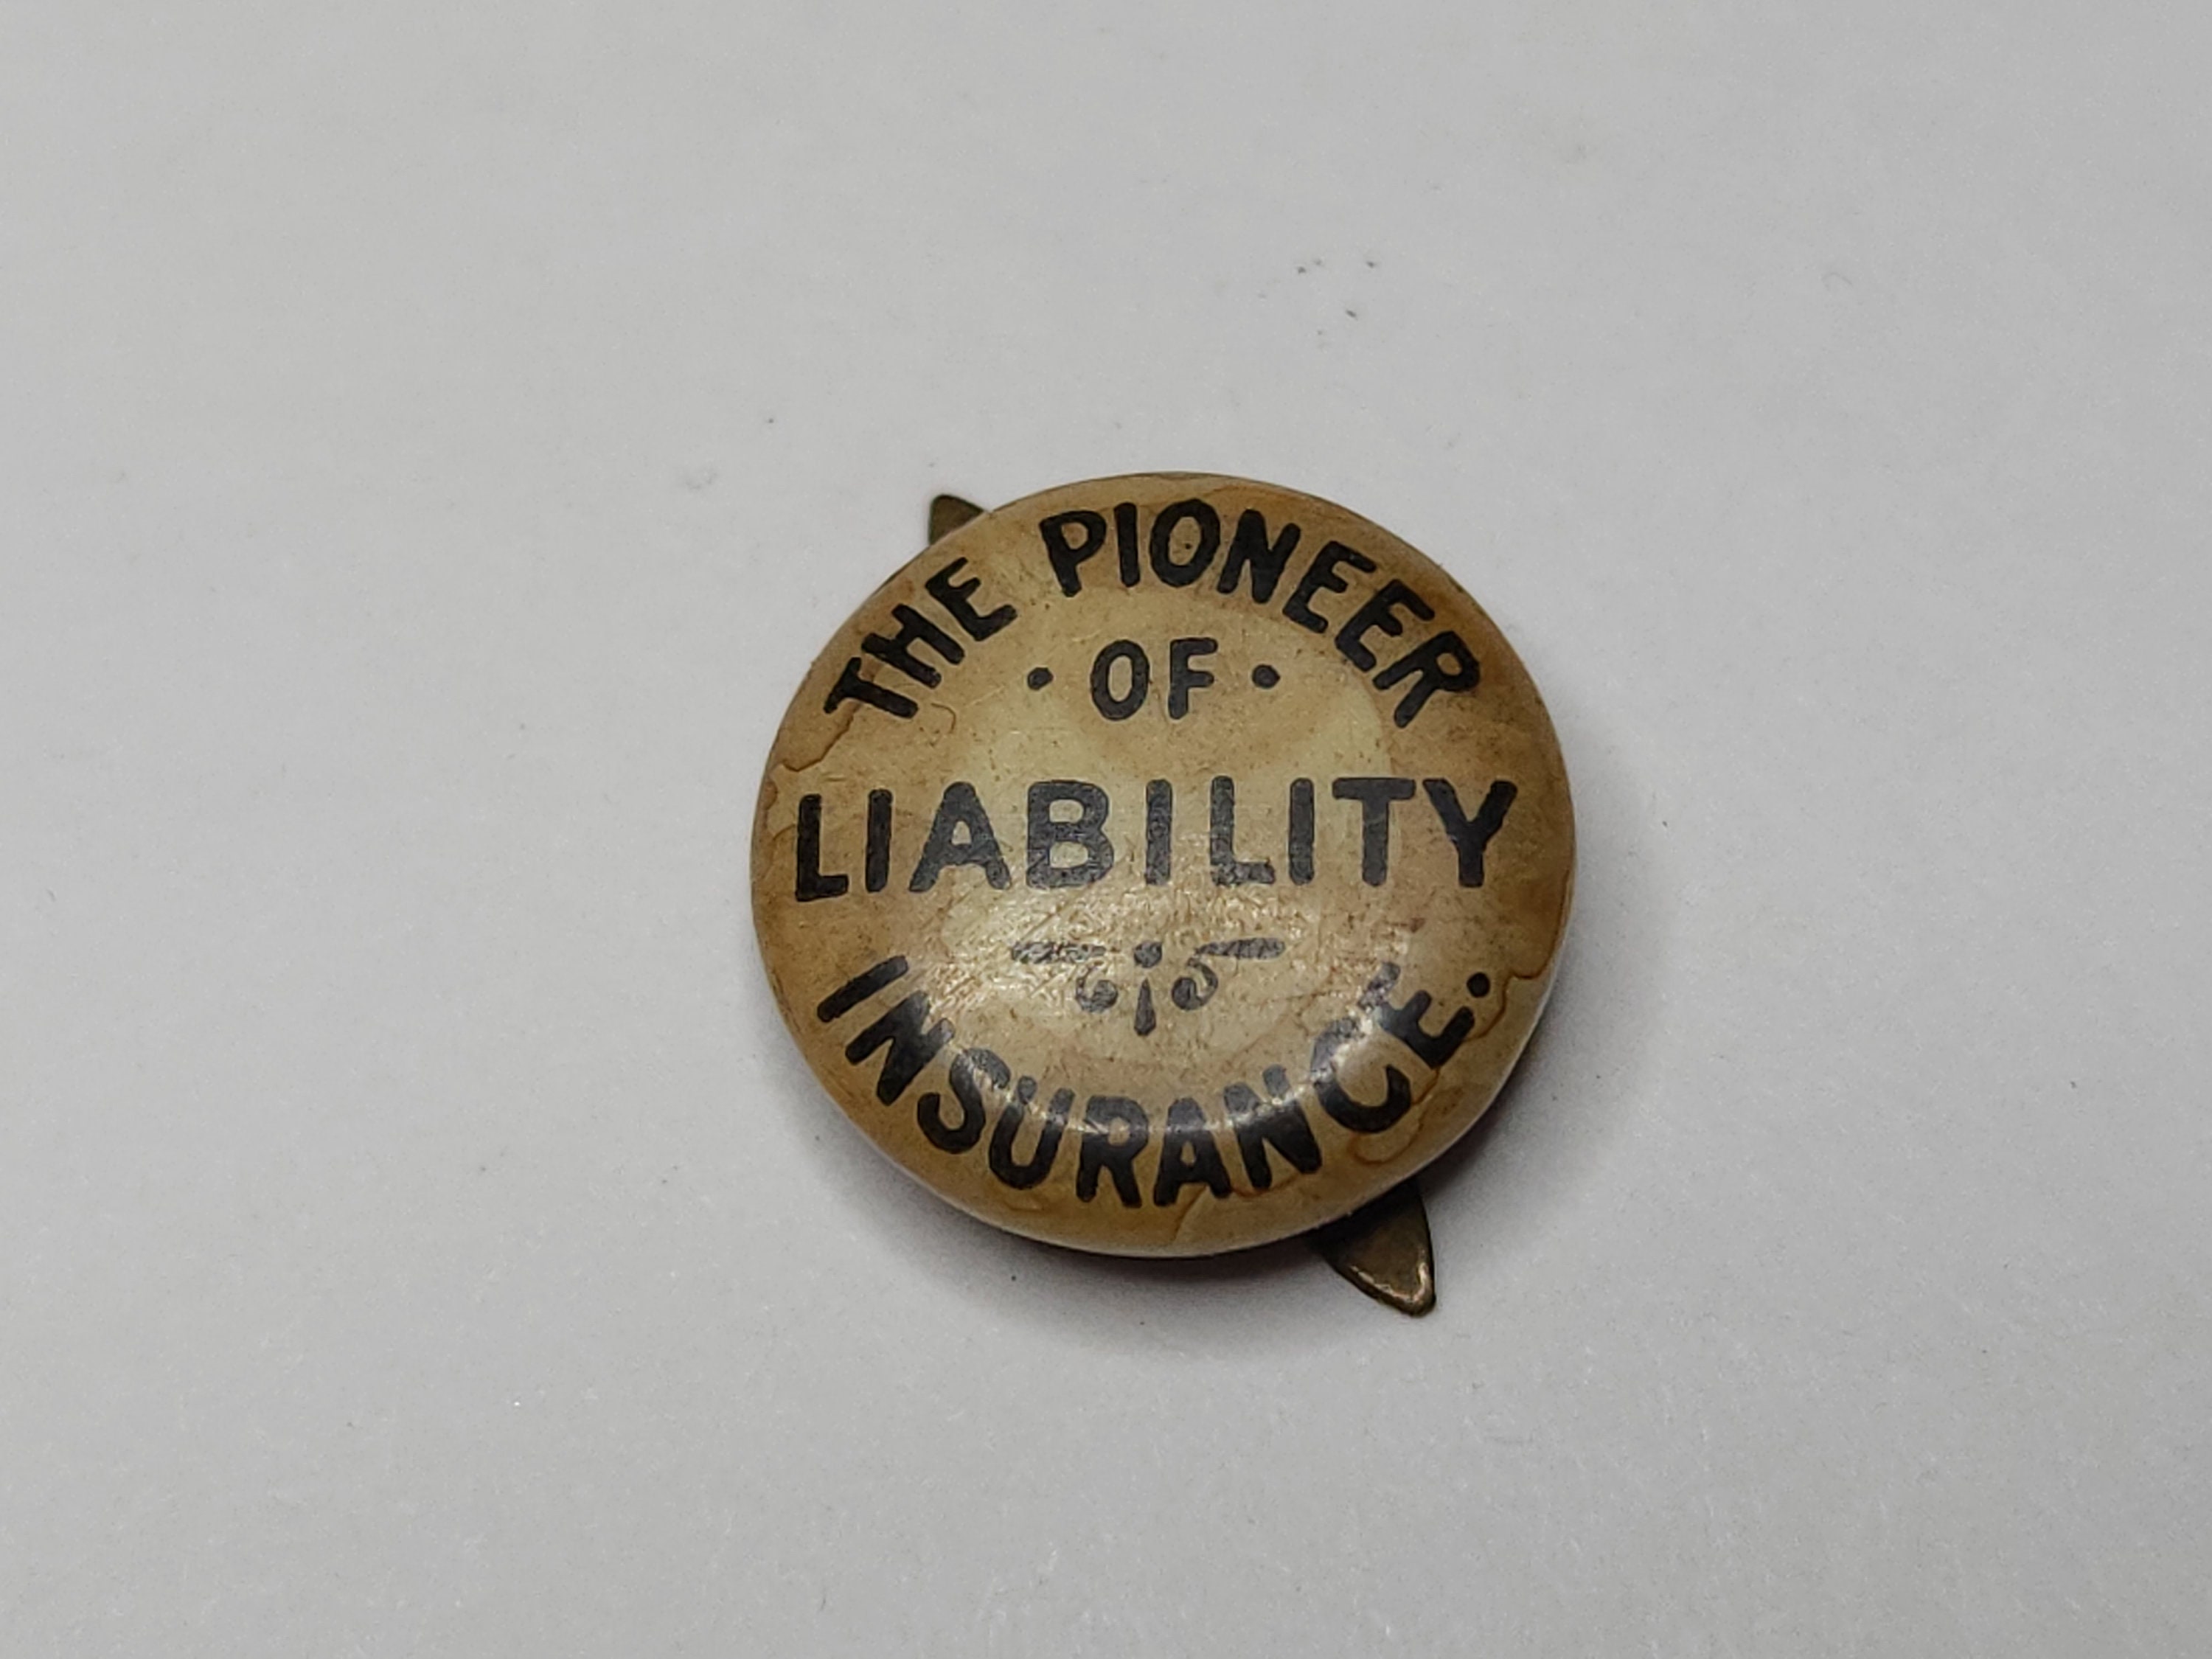 THE PIONEER
· OF ·
LIABILITY
INSURANCE.